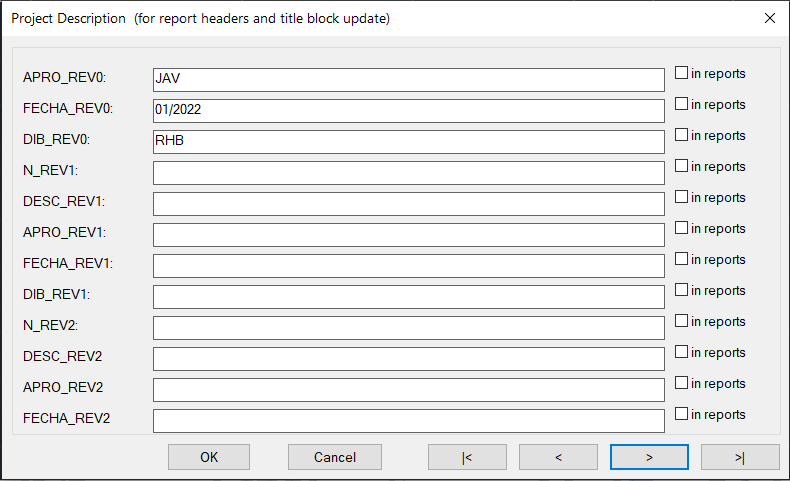 Project Description (for report headers and title block update)
APRO_REV0: JAV in reports
FECHA_REV0: 01/2022 in reports
DIB_REV0: RHB in reports
N_REV1: in reports
DESC_REV1: in reports
APRO_REV1: in reports
FECHA_REV1: in reports
DIB_REV1: in reports
N_REV2: in reports
DESC_REV2 in reports
APRO_REV2 in reports
FECHA_REV2 in reports
OK Cancel |< < > >|